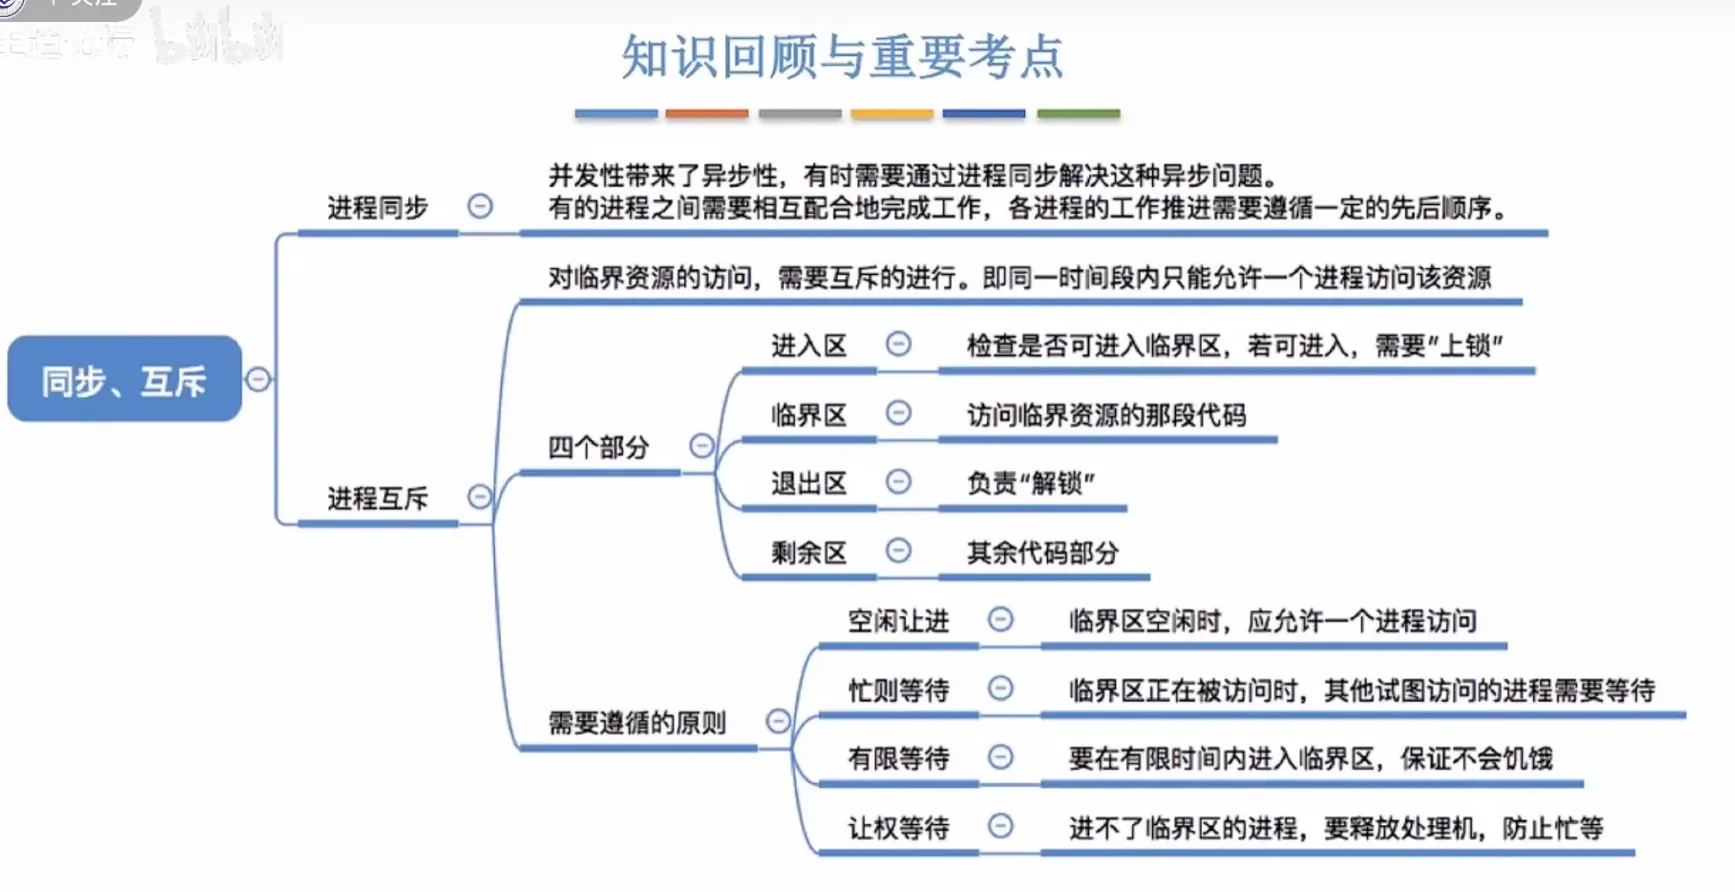 关注
bilibili
知识回顾与重要考点
并发性带来了异步性，有时需要通过进程同步解决这种异步问题。
进程同步
有的进程之间需要相互配合地完成工作，各进程的工作推进需要遵循一定的先后顺序。
对临界资源的访问，需要互斥的进行。即同一时间段内只能允许一个进程访问该资源
进入区
检查是否可进入临界区，若可进入，需要“上锁”
同步、互斥
临界区
访问临界资源的那段代码
四个部分
退出区
负责“解锁”
进程互斥
剩余区
其余代码部分
空闲让进
临界区空闲时，应允许一个进程访问
忙则等待
临界区正在被访问时，其他试图访问的进程需要等待
需要遵循的原则
有限等待
要在有限时间内进入临界区，保证不会饥饿
让权等待
进不了临界区的进程，要释放处理机，防止忙等